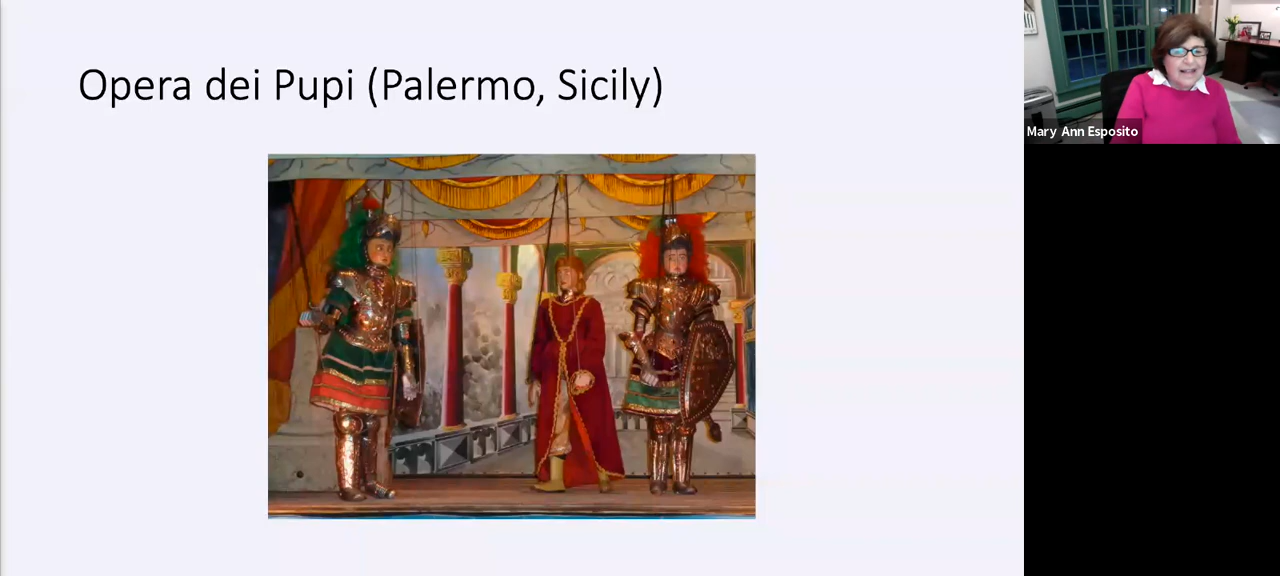 Opera dei Pupi (Palermo, Sicily)
Mary Ann Esposito